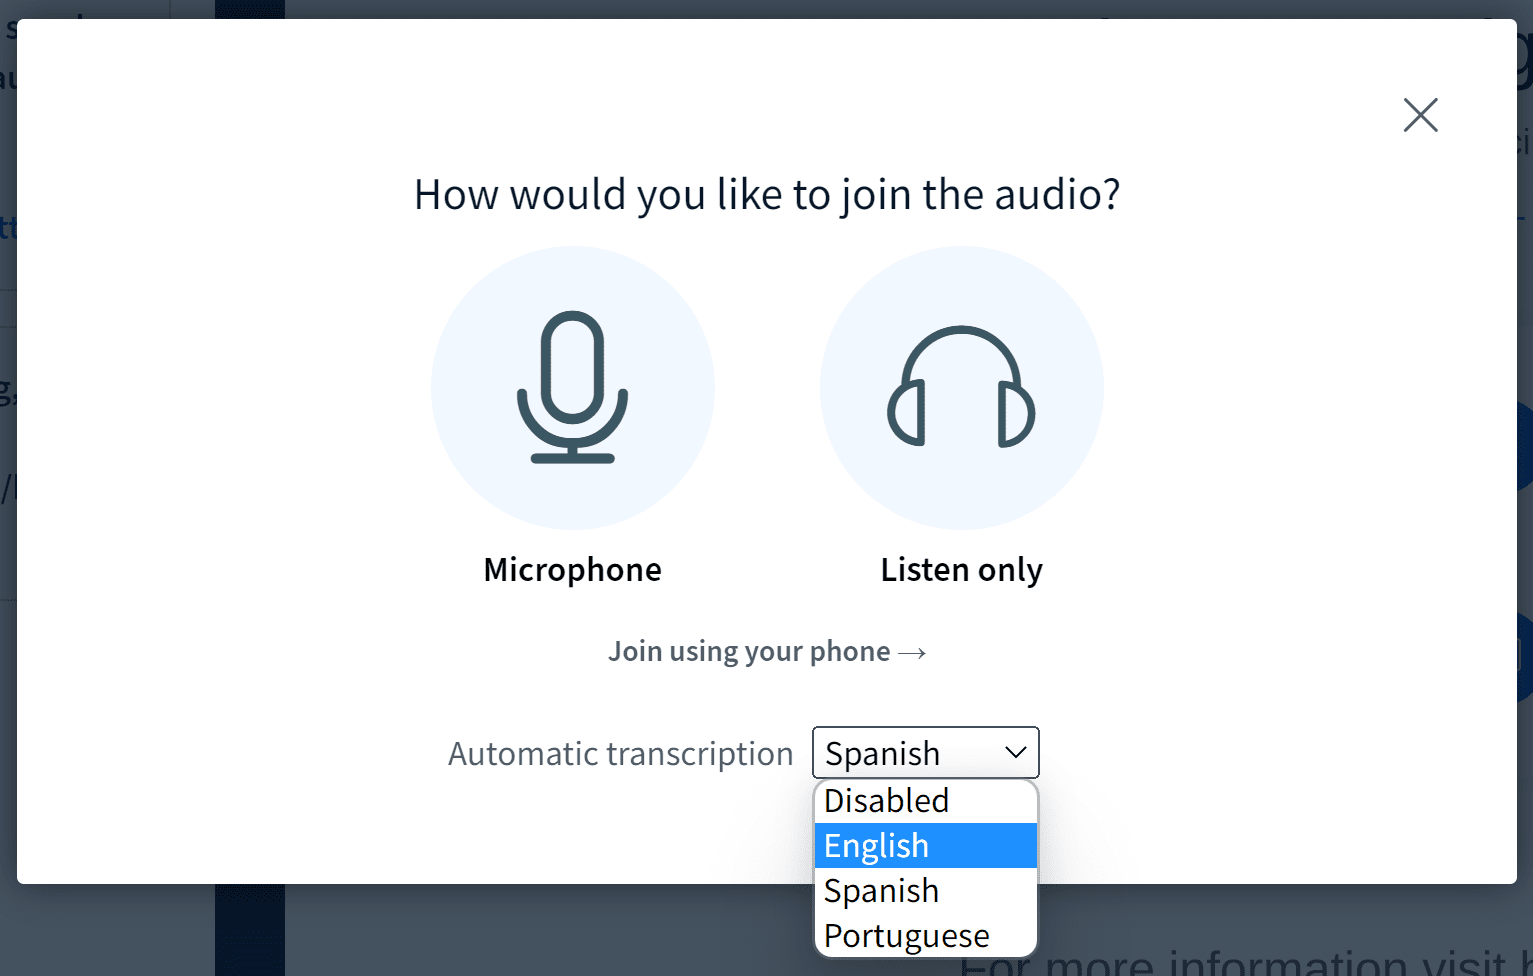 How would you like to join the audio?
Microphone
Listen only
Join using your phone →
Automatic transcription
Spanish
Disabled
English
Spanish
Portuguese
For more information visit